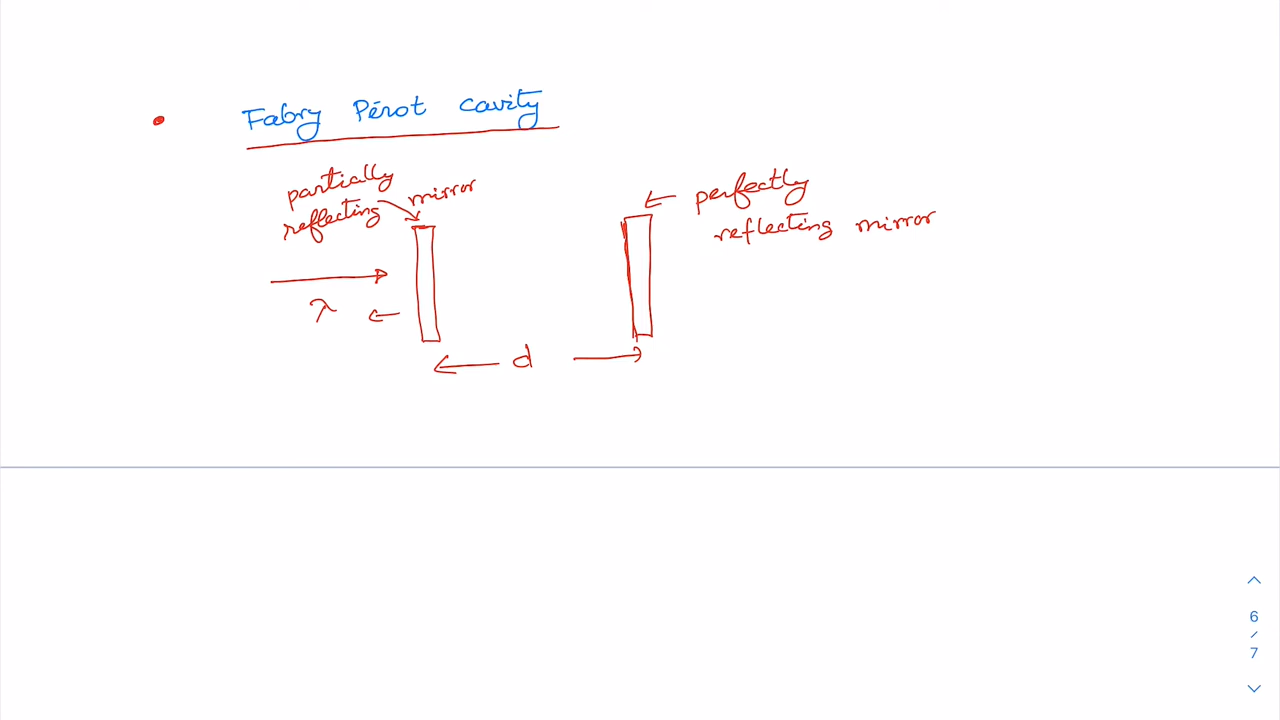 Fabry Pérot cavity
partially
reflecting mirror
perfectly
reflecting mirror
λ
d
6
/
7